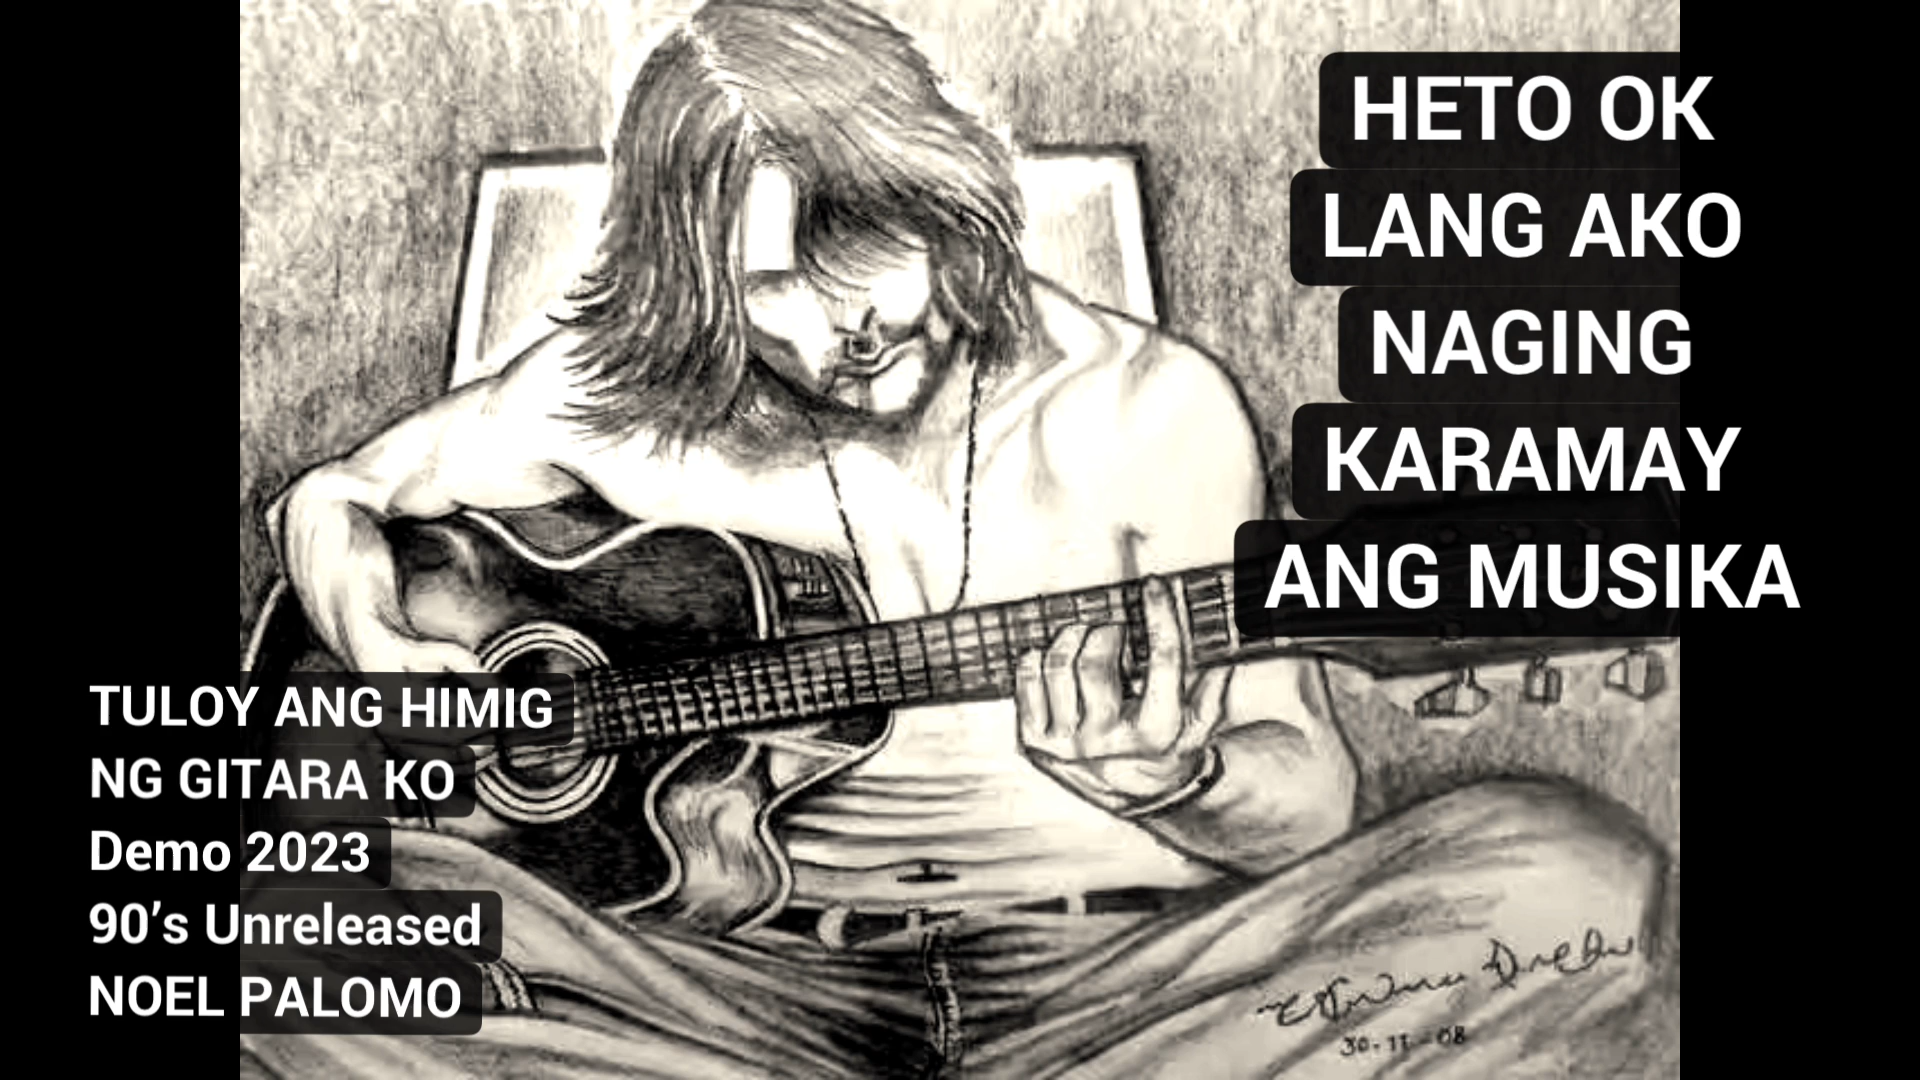 HETO OK
LANG AKO
NAGING
KARAMAY
ANG MUSIKA
TULOY ANG HIMIG
NG GITARA KO
Demo 2023
90’s Unreleased
NOEL PALOMO
30-11-08